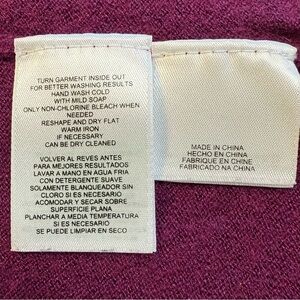 TURN GARMENT INSIDE OUT
FOR BETTER WASHING RESULTS
HAND WASH COLD
WITH MILD SOAP
ONLY NON-CHLORINE BLEACH WHEN
NEEDED
RESHAPE AND DRY FLAT
WARM IRON
IF NECESSARY
CAN BE DRY CLEANED
VOLVER AL REVES ANTES
PARA MEJORES RESULTADOS
LAVAR A MANO EN AGUA FRIA
CON DETERGENTE SUAVE
SOLAMENTE BLANQUEADOR SIN
CLORO SI ES NECESARIO
ACOMODAR Y SECAR SOBRE
SUPERFICIE PLANA
PLANCHAR A MEDIA TEMPERATURA
SI ES NECESARIO
SE PUEDE LIMPIAR EN SECO
MADE IN CHINA
HECHO EN CHINA
FABRIQUE EN CHINE
FABRICADO NA CHINA